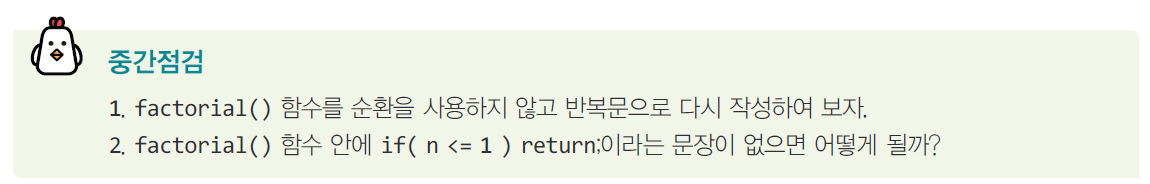 중간점검
1. factorial() 함수를 순환을 사용하지 않고 반복문으로 다시 작성하여 보자.
2. factorial() 함수 안에 if( n <= 1 ) return;이라는 문장이 없으면 어떻게 될까?